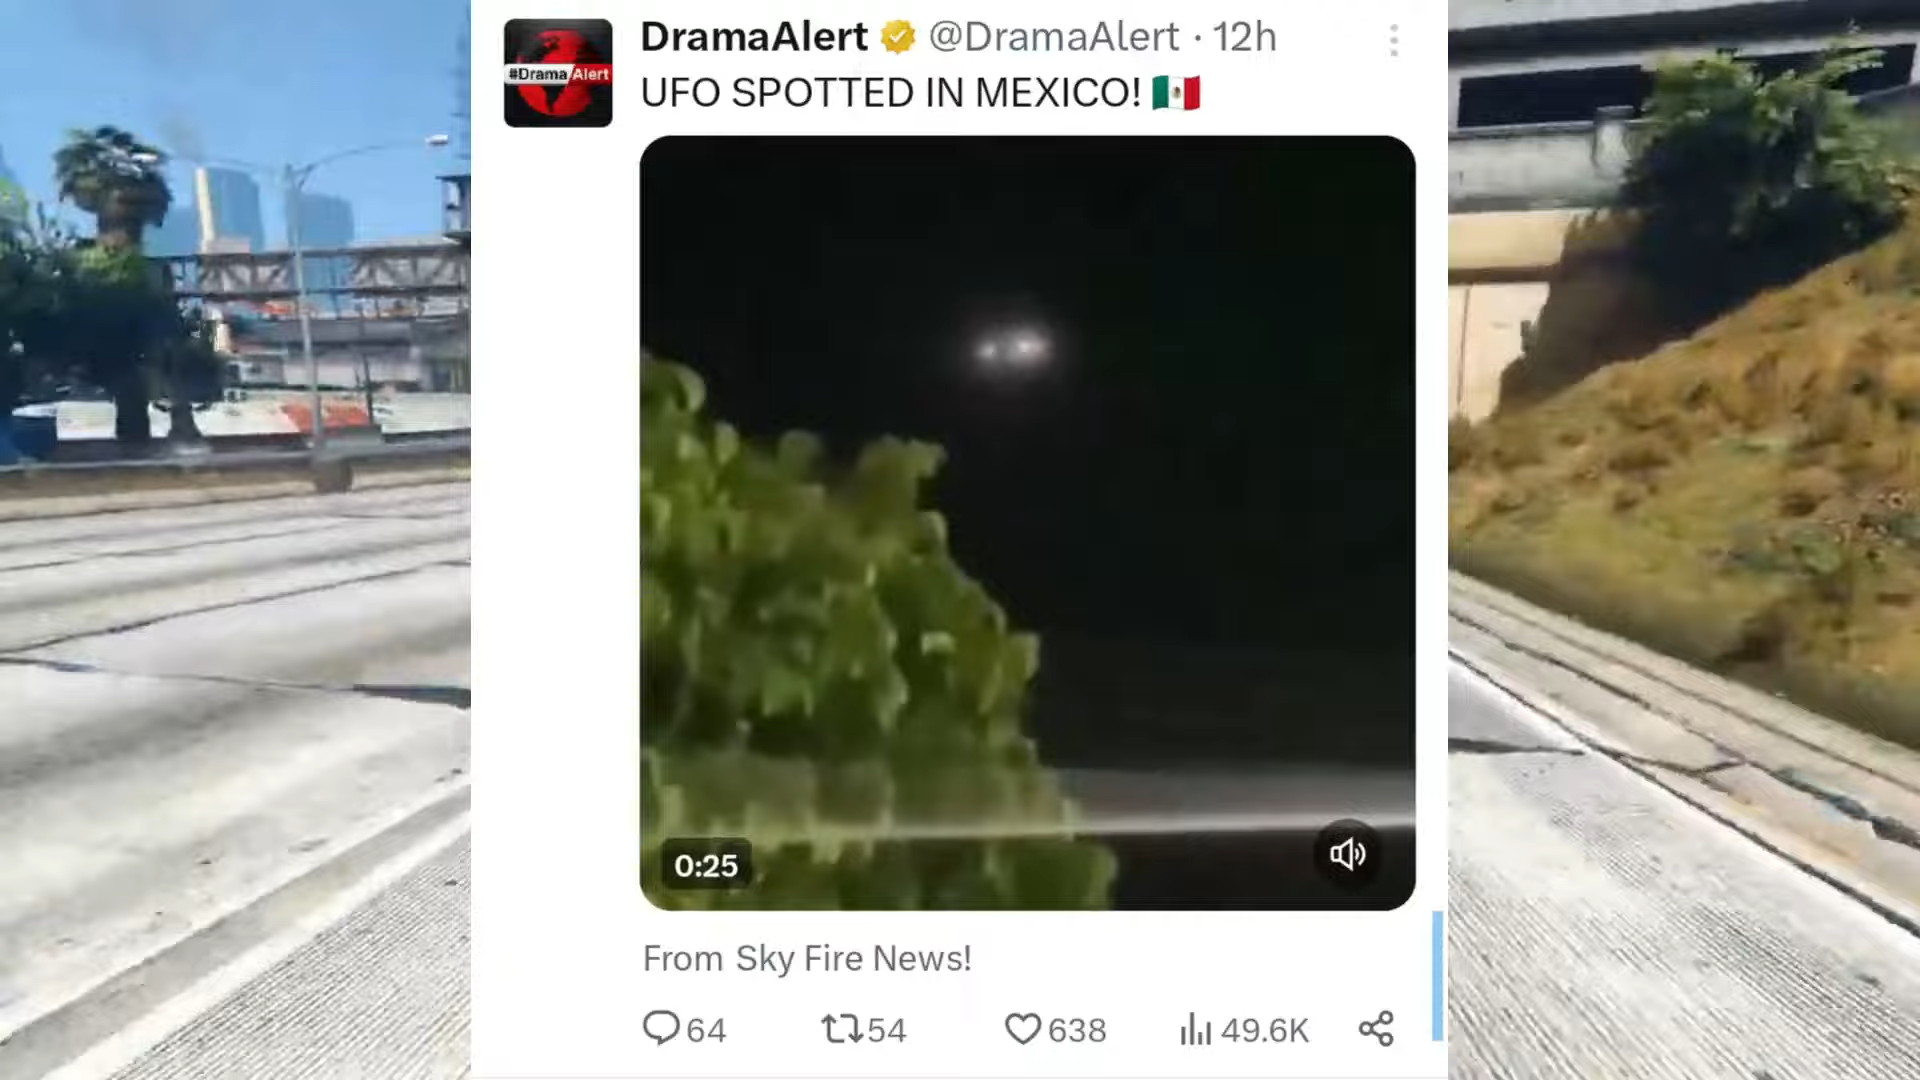 DramaAlert @DramaAlert · 12h
#Drama Alert
UFO SPOTTED IN MEXICO! 🇲🇽
0:25
From Sky Fire News!
64 54 638 49.6K